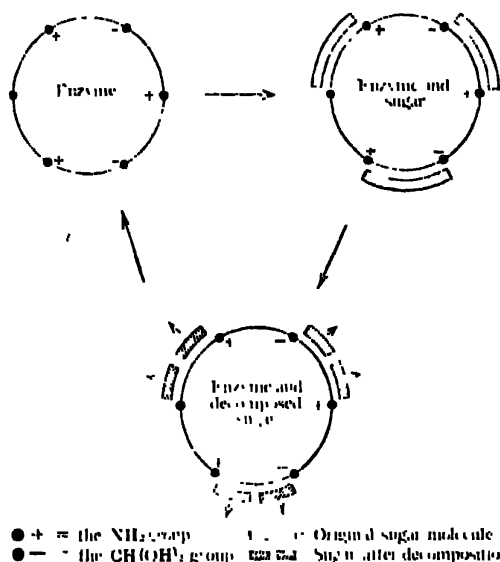 Enzyme
Enzyme and
sugar
Enzyme and
decomposed
● + = the NH₂ group = Original sugar molecule
● − = the CH(OH)₂ group Sugar after decomposition